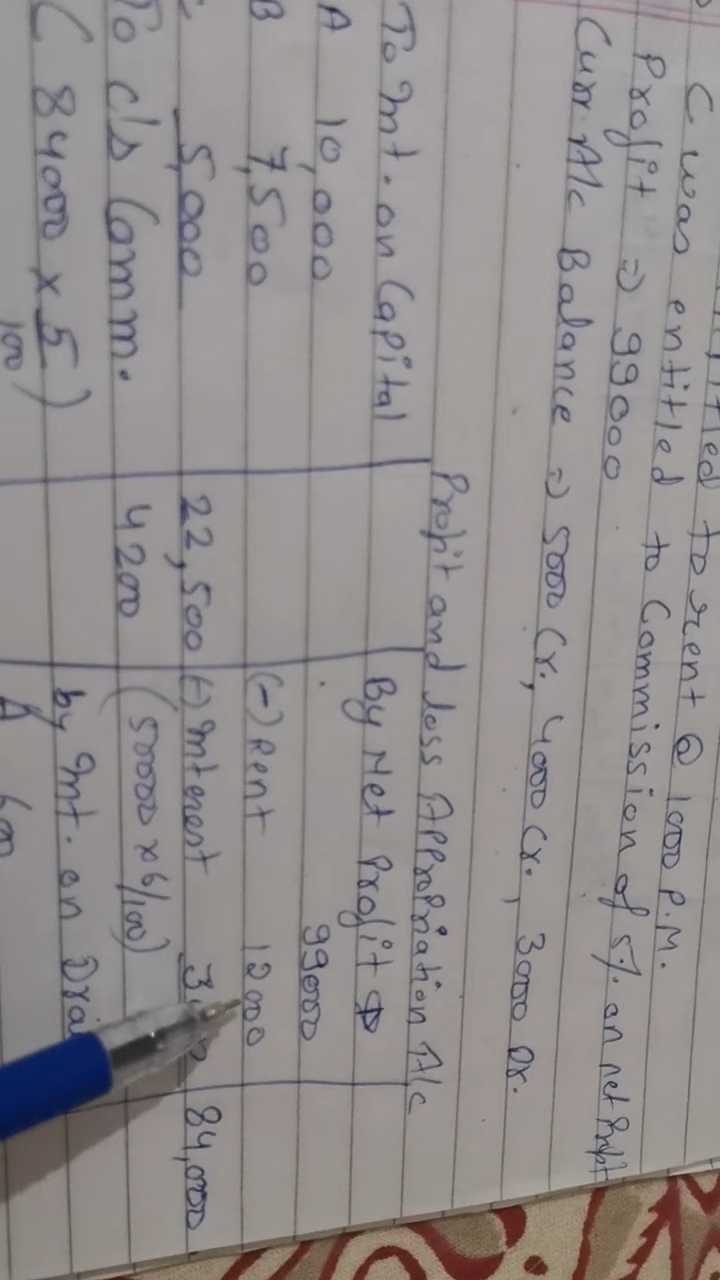 titled to rent @ 1000 P.M.
C was entitled to Commission of 5% on net Profit
Profit => 99000
Curr. A/c Balance => 5000 Cr, 4000 Cr., 3000 Dr.
Profit and loss Appropriation A/c
To Int. on Capital
A 10,000
B 7,500
5,000 22,500
To c's Comm. 4200
( 84000 x 5/100 )
By Net Profit
99000
(-) Rent 12000
(-) Interest 84,000
(50000 x 6/100)
by Int. on
A 600